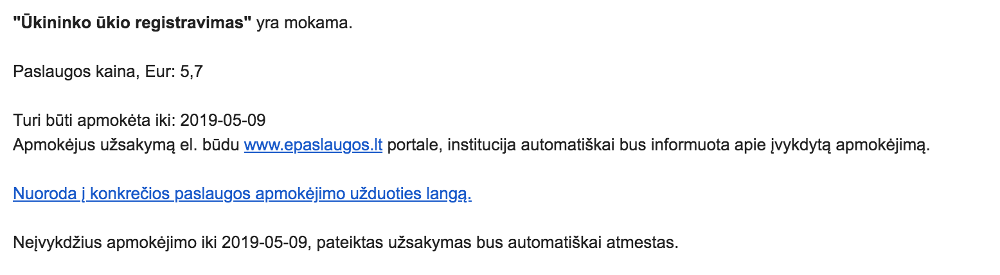 "Ūkininko ūkio registravimas" yra mokama.
Paslaugos kaina, Eur: 5,7
Turi būti apmokėta iki: 2019-05-09
Apmokėjus užsakymą el. būdu www.epaslaugos.lt portale, institucija automatiškai bus informuota apie įvykdytą apmokėjimą.
Nuoroda į konkrečios paslaugos apmokėjimo užduoties langą.
Neįvykdžius apmokėjimo iki 2019-05-09, pateiktas užsakymas bus automatiškai atmestas.